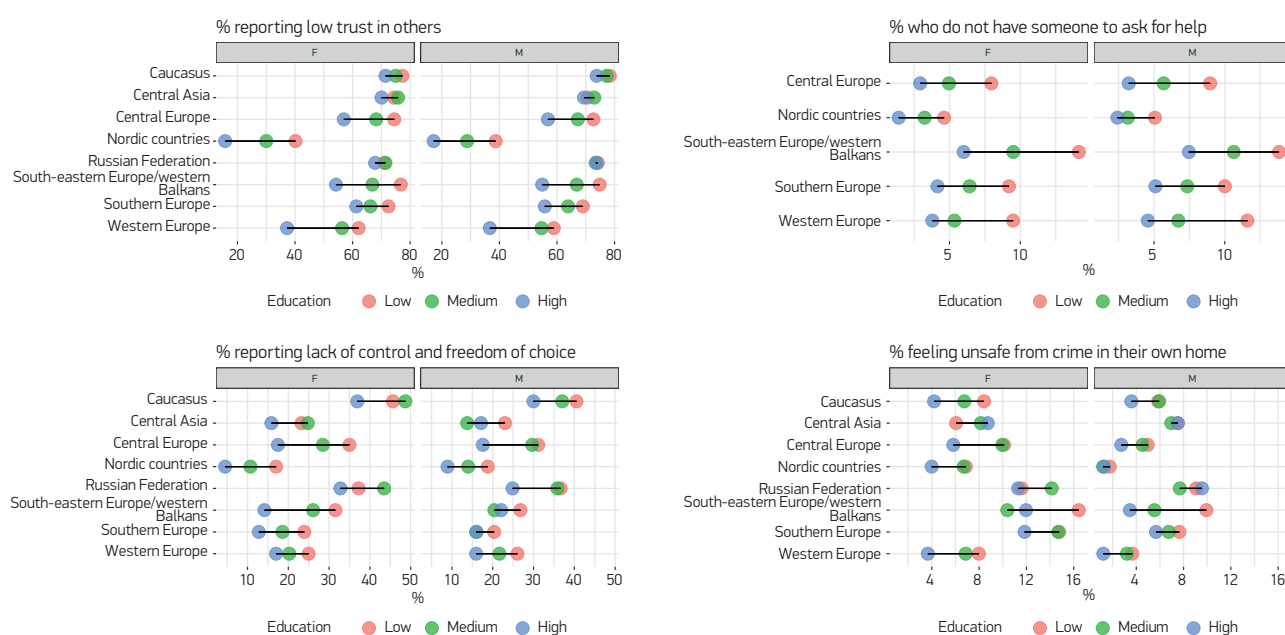 % reporting low trust in others
F
M
Caucasus
Central Asia
Central Europe
Nordic countries
Russian Federation
South-eastern Europe/western
Balkans
Southern Europe
Western Europe
20 40 60 80 20 40 60 80
%
Education Low Medium High
% who do not have someone to ask for help
F
M
Central Europe
Nordic countries
South-eastern Europe/western
Balkans
Southern Europe
Western Europe
5 10 5 10
%
Education Low Medium High
% reporting lack of control and freedom of choice
F
M
Caucasus
Central Asia
Central Europe
Nordic countries
Russian Federation
South-eastern Europe/western
Balkans
Southern Europe
Western Europe
10 20 30 40 50 10 20 30 40 50
%
Education Low Medium High
% feeling unsafe from crime in their own home
F
M
Caucasus
Central Asia
Central Europe
Nordic countries
Russian Federation
South-eastern Europe/western
Balkans
Southern Europe
Western Europe
4 8 12 16 4 8 12 16
%
Education Low Medium High